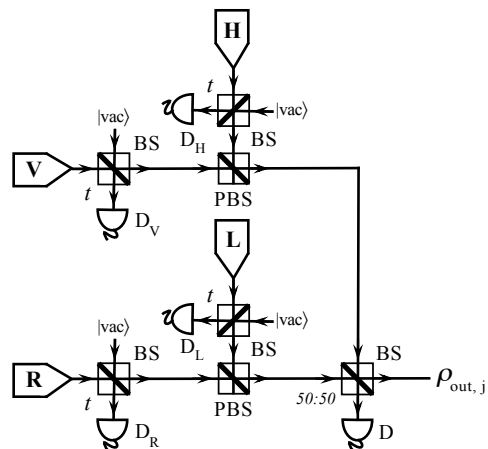 H
t
|vac⟩
|vac⟩
BS
D_H
BS
V
t
PBS
D_V
L
t
|vac⟩
|vac⟩
BS
D_L
BS
BS
R
ρ_out, j
t
PBS
50:50
D_R
D